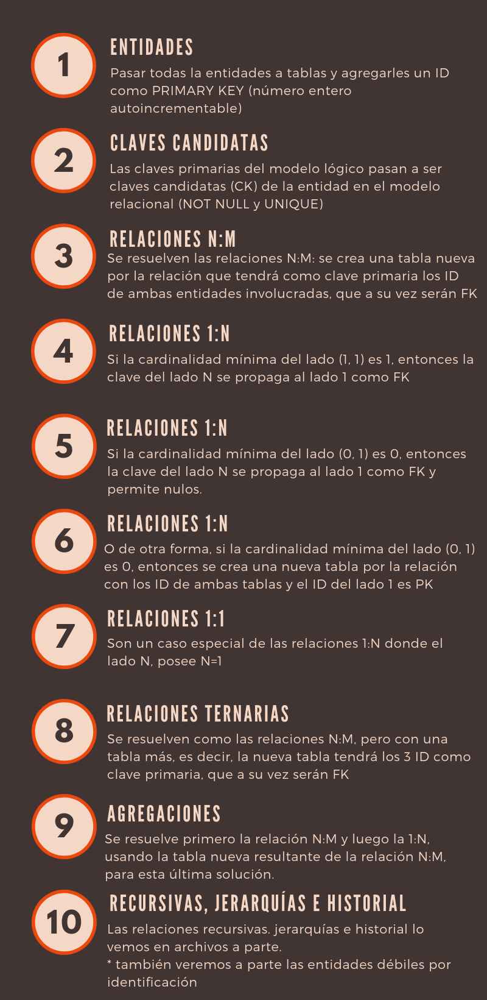 1
ENTIDADES
Pasar todas la entidades a tablas y agregarles un ID
como PRIMARY KEY (número entero
autoincrementable)
2
CLAVES CANDIDATAS
Las claves primarias del modelo lógico pasan a ser
claves candidatas (CK) de la entidad en el modelo
relacional (NOT NULL y UNIQUE)
3
RELACIONES N:M
Se resuelven las relaciones N:M: se crea una tabla nueva
por la relación que tendrá como clave primaria los ID
de ambas entidades involucradas, que a su vez serán FK
4
RELACIONES 1:N
Si la cardinalidad mínima del lado (1, 1) es 1, entonces la
clave del lado N se propaga al lado 1 como FK
5
RELACIONES 1:N
Si la cardinalidad mínima del lado (0, 1) es 0, entonces
la clave del lado N se propaga al lado 1 como FK y
permite nulos.
6
RELACIONES 1:N
O de otra forma, si la cardinalidad mínima del lado (0, 1)
es 0, entonces se crea una nueva tabla por la relación
con los ID de ambas tablas y el ID del lado 1 es PK
7
RELACIONES 1:1
Son un caso especial de las relaciones 1:N donde el
lado N, posee N=1
8
RELACIONES TERNARIAS
Se resuelven como las relaciones N:M, pero con una
tabla más, es decir, la nueva tabla tendrá los 3 ID como
clave primaria, que a su vez serán FK
9
AGREGACIONES
Se resuelve primero la relación N:M y luego la 1:N,
usando la tabla nueva resultante de la relación N:M,
para esta última solución.
10
RECURSIVAS, JERARQUÍAS E HISTORIAL
Las relaciones recursivas. jerarquías e historial lo
vemos en archivos a parte.
* también veremos a parte las entidades débiles por
identificación